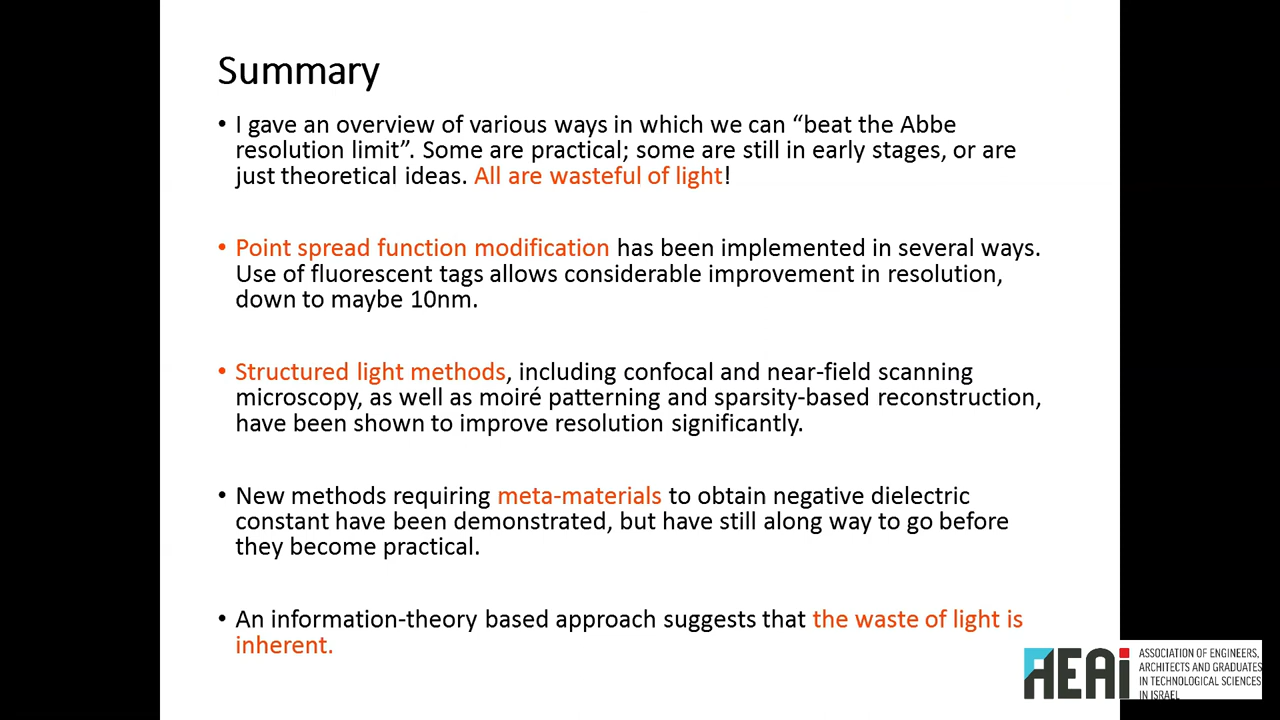 Summary
• I gave an overview of various ways in which we can “beat the Abbe
resolution limit”. Some are practical; some are still in early stages, or are
just theoretical ideas. All are wasteful of light!
• Point spread function modification has been implemented in several ways.
Use of fluorescent tags allows considerable improvement in resolution,
down to maybe 10nm.
• Structured light methods, including confocal and near-field scanning
microscopy, as well as moiré patterning and sparsity-based reconstruction,
have been shown to improve resolution significantly.
• New methods requiring meta-materials to obtain negative dielectric
constant have been demonstrated, but have still along way to go before
they become practical.
• An information-theory based approach suggests that the waste of light is
inherent.
AEAi
ASSOCIATION OF ENGINEERS,
ARCHITECTS AND GRADUATES
IN TECHNOLOGICAL SCIENCES
IN ISRAEL